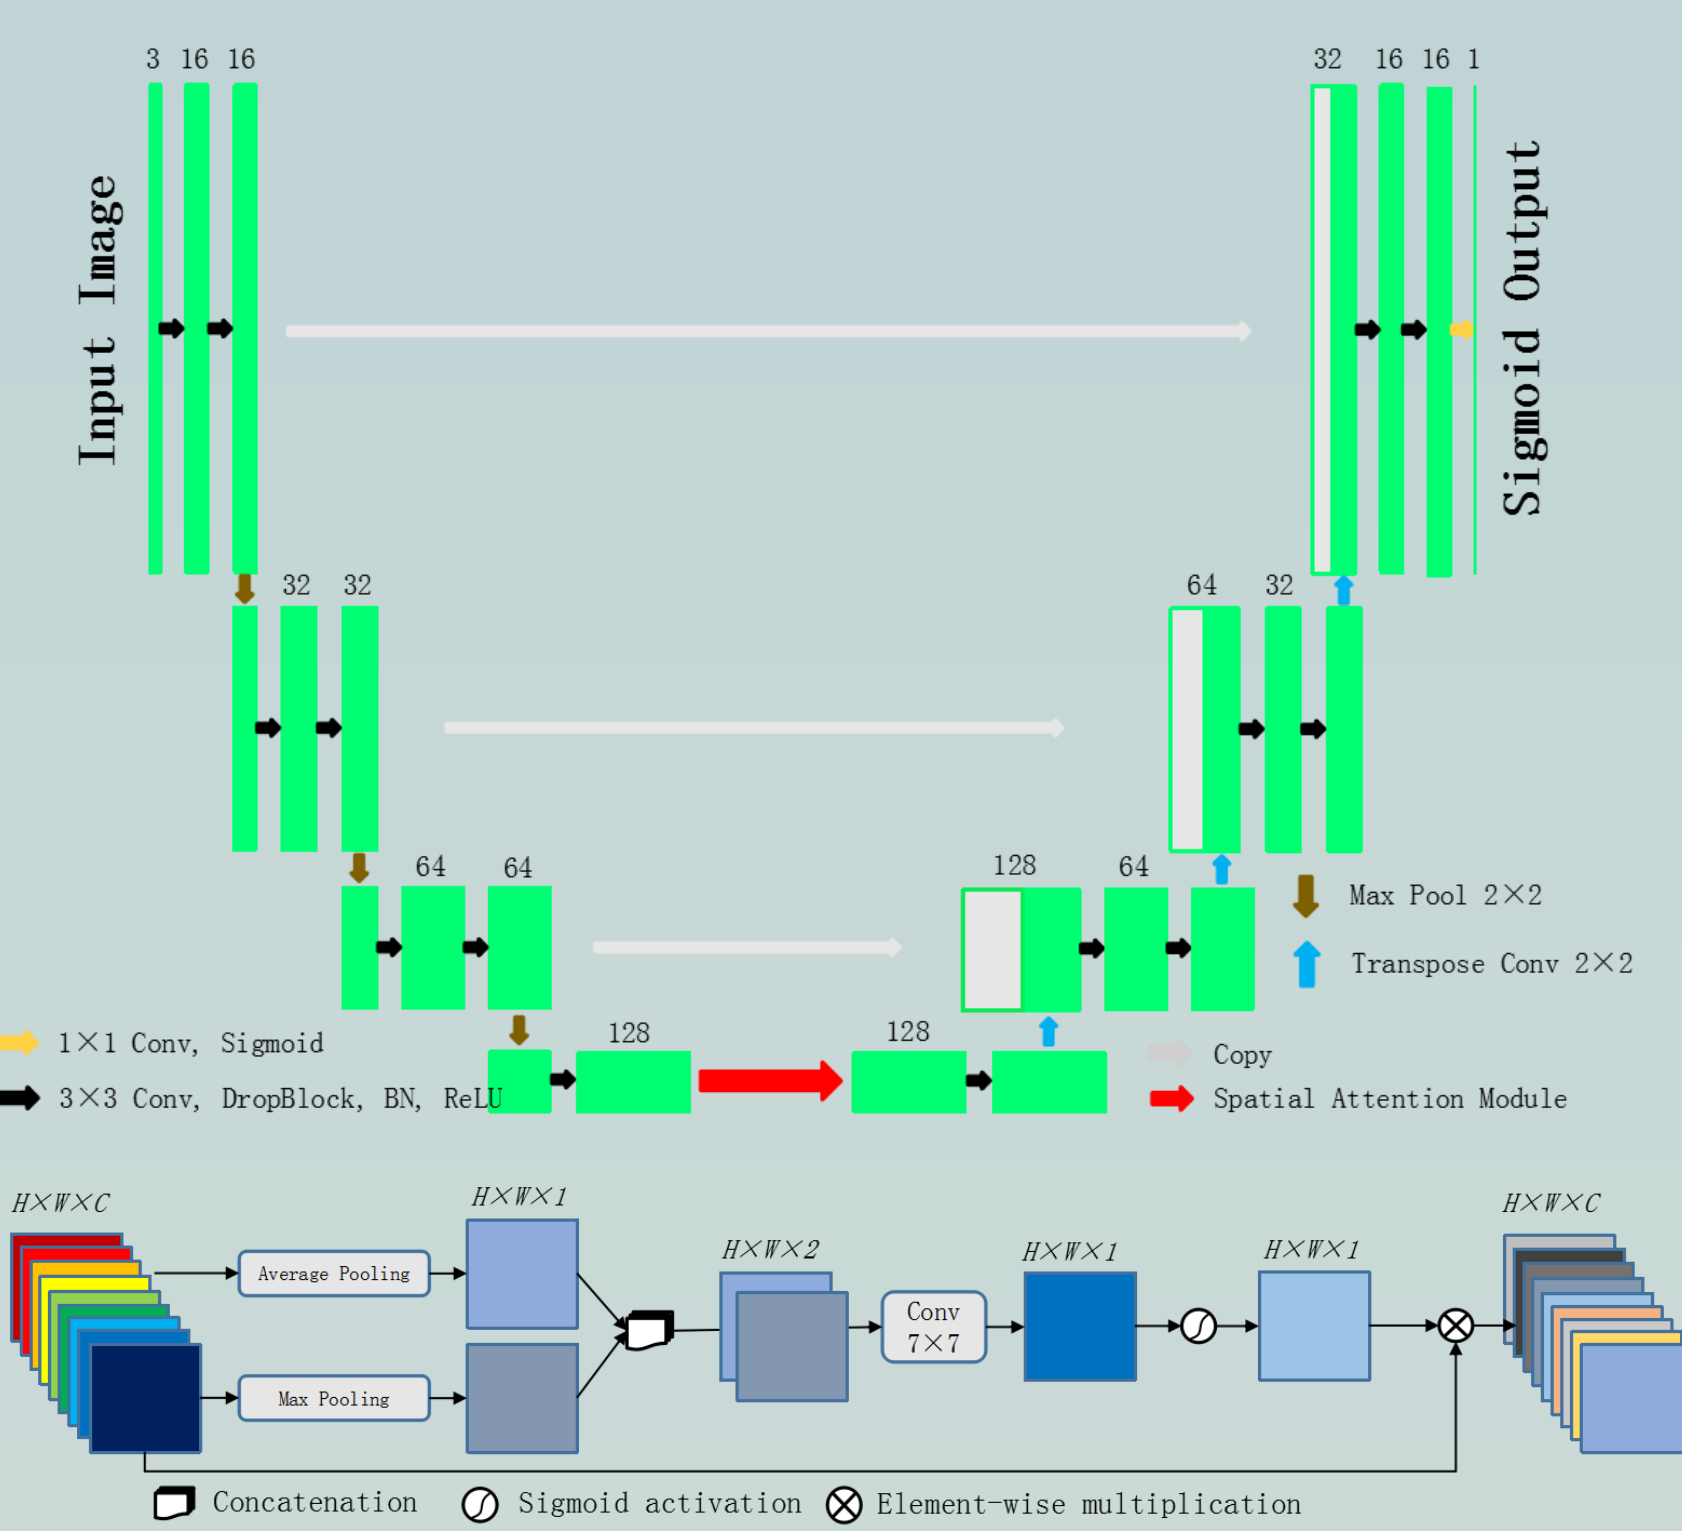 3 16 16
32 16 16 1
Input Image
Sigmoid Output
32 32
64 32
64 64
128 64
Max Pool 2×2
Transpose Conv 2×2
128
128
1×1 Conv, Sigmoid
3×3 Conv, DropBlock, BN, ReLU
Copy
Spatial Attention Module
H×W×C
H×W×1
H×W×2
H×W×1
H×W×1
H×W×C
Average Pooling
Max Pooling
Conv
7×7
Concatenation
Sigmoid activation
Element-wise multiplication